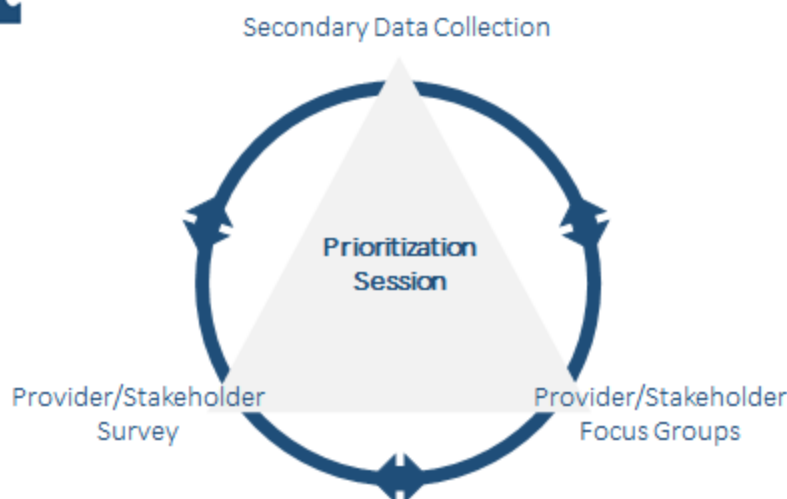 Secondary Data Collection
Prioritization
Session
Provider/Stakeholder
Survey
Provider/Stakeholder
Focus Groups